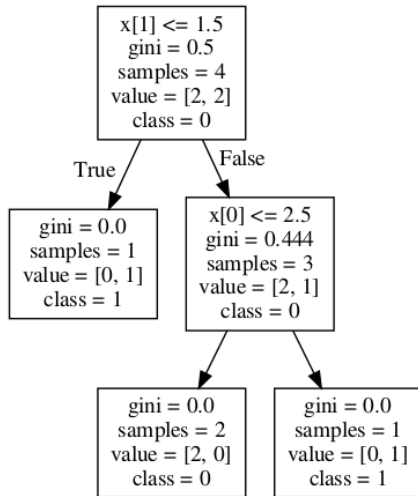 x[1] <= 1.5
gini = 0.5
samples = 4
value = [2, 2]
class = 0
True
False
gini = 0.0
samples = 1
value = [0, 1]
class = 1
x[0] <= 2.5
gini = 0.444
samples = 3
value = [2, 1]
class = 0
gini = 0.0
samples = 2
value = [2, 0]
class = 0
gini = 0.0
samples = 1
value = [0, 1]
class = 1